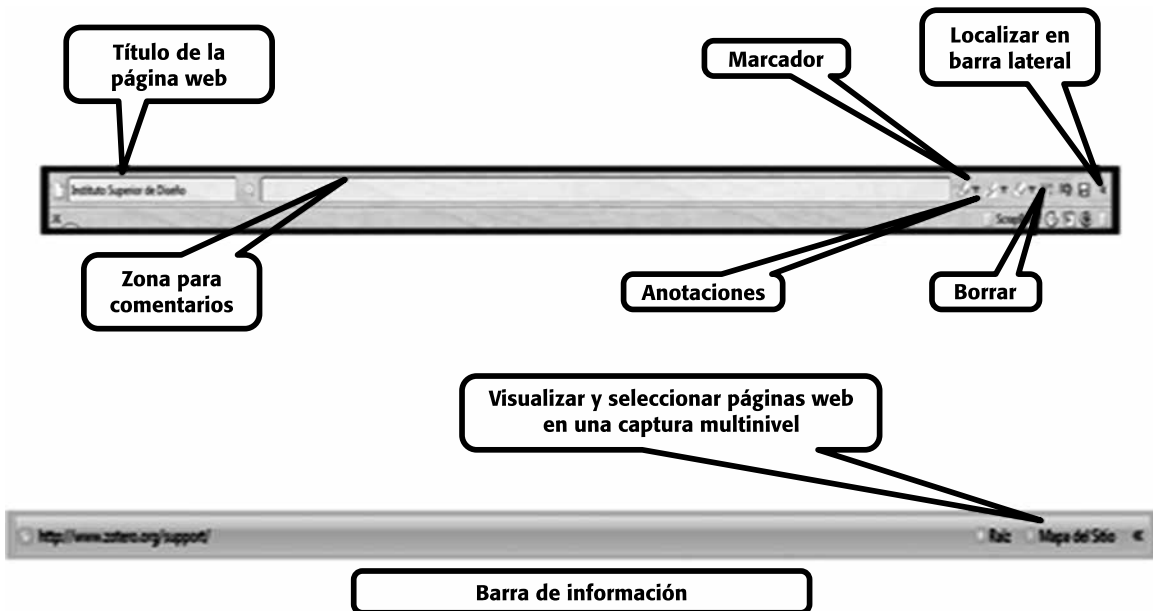 Título de la
página web
Marcador
Localizar en
barra lateral
Instituto Superior de Diseño
Zona para
comentarios
Anotaciones
Borrar
Visualizar y seleccionar páginas web
en una captura multinivel
http://www.zotero.org/support/
Raíz
Mapa del Sitio
Barra de información